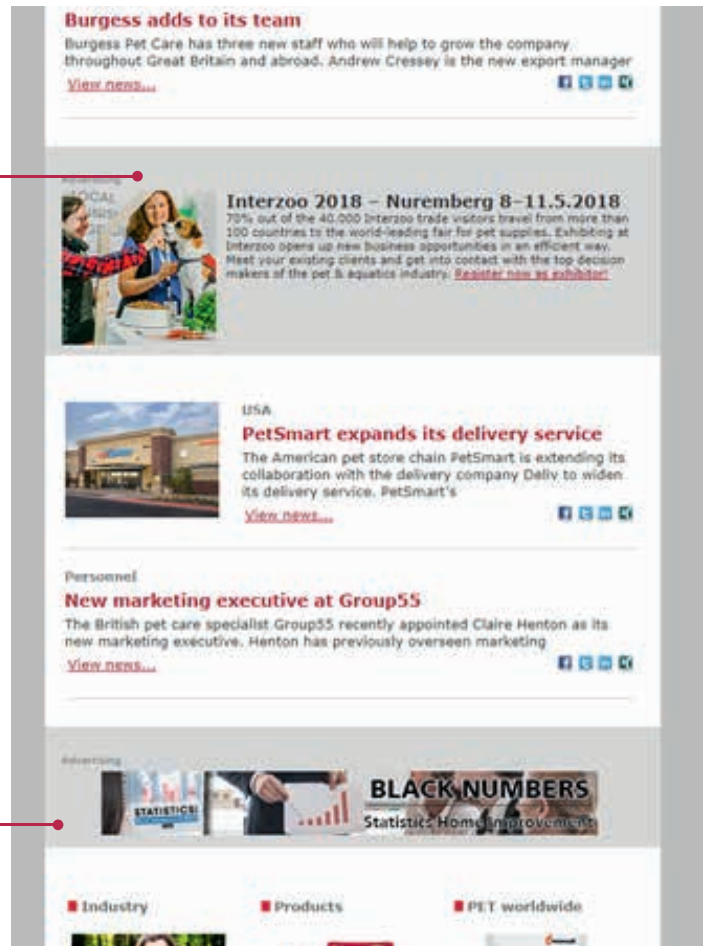 Burgess adds to its team
Burgess Pet Care has three new staff who will help to grow the company
throughout Great Britain and abroad. Andrew Cressey is the new export manager
View news...
Advertising
Interzoo 2018 – Nuremberg 8–11.5.2018
70% out of the 40.000 Interzoo trade visitors travel from more than
100 countries to the world-leading fair for pet supplies. Exhibiting at
Interzoo opens up new business opportunities in an efficient way.
Meet your existing clients and get into contact with the top decision
makers of the pet & aquatics industry. Register now as exhibitor!
USA
PetSmart expands its delivery service
The American pet store chain PetSmart is extending its
collaboration with the delivery company Deliv to widen
its delivery service. PetSmart's
View news...
Personnel
New marketing executive at Group55
The British pet care specialist Group55 recently appointed Claire Henton as its
new marketing executive. Henton has previously overseen marketing
View news...
Advertising
STATISTICS
BLACK NUMBERS
Statistics Home Improvement
Industry
Products
PET worldwide